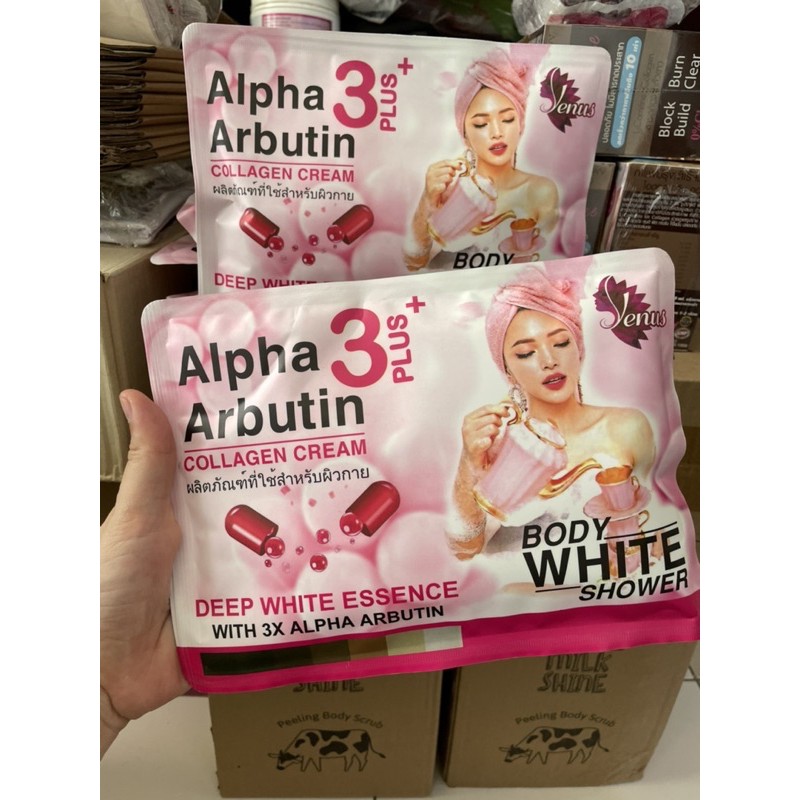 Alpha
Arbutin
3
PLUS+
COLLAGEN CREAM
ผลิตภัณฑ์ที่ใช้สำหรับผิวกาย
DEEP WHITE
BODY
Venus
Block
Build
Burn
Clear
Alpha
Arbutin
3
PLUS+
COLLAGEN CREAM
ผลิตภัณฑ์ที่ใช้สำหรับผิวกาย
Venus
BODY
WHITE
SHOWER
DEEP WHITE ESSENCE
WITH 3X ALPHA ARBUTIN
MILK
SHINE
Peeling Body Scrub
SHINE
Peeling Body Scrub